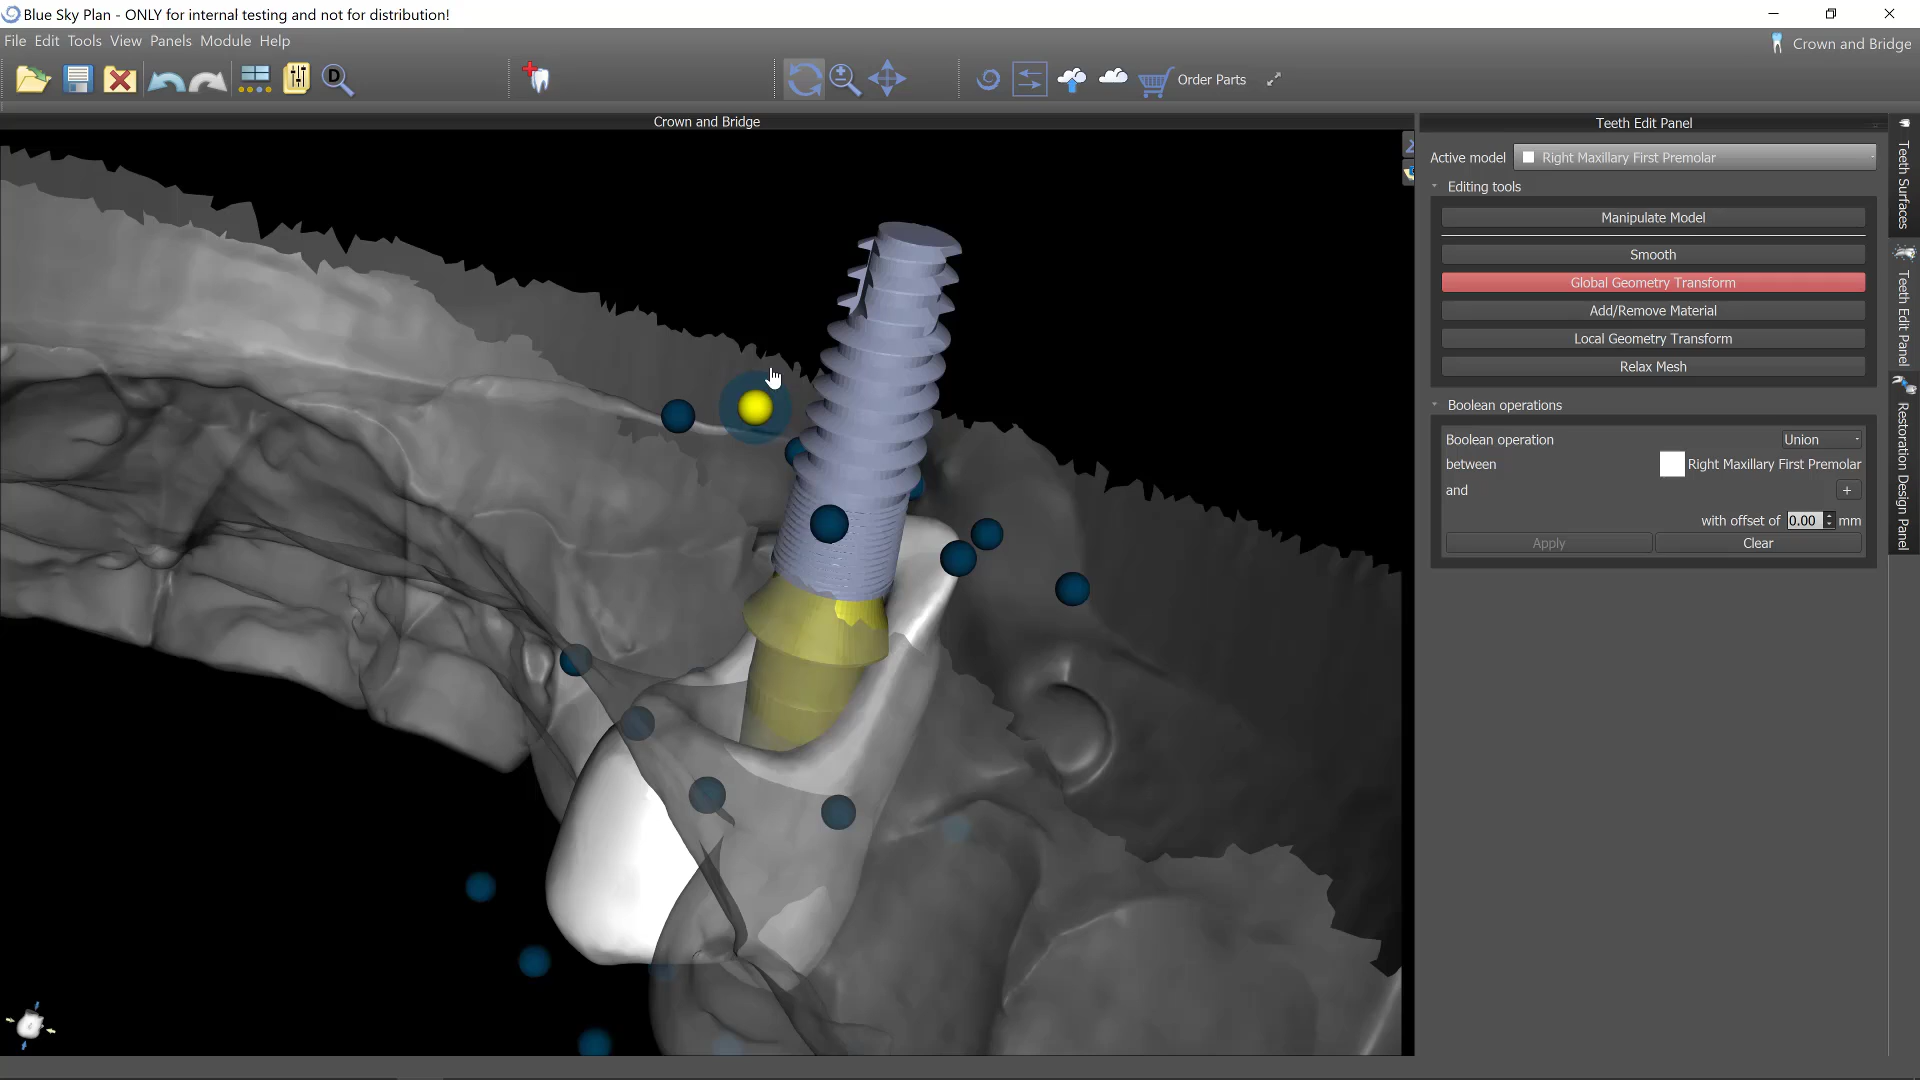 Blue Sky Plan - ONLY for internal testing and not for distribution!
File Edit Tools View Panels Module Help
Crown and Bridge
D
Order Parts
Crown and Bridge
Teeth Edit Panel
Active model Right Maxillary First Premolar
Editing tools
Manipulate Model
Smooth
Global Geometry Transform
Add/Remove Material
Local Geometry Transform
Relax Mesh
Boolean operations
Boolean operation Union
between Right Maxillary First Premolar
and +
with offset of 0.00 mm
Apply Clear
Teeth Surfaces
Teeth Edit Panel
Restoration Design Panel